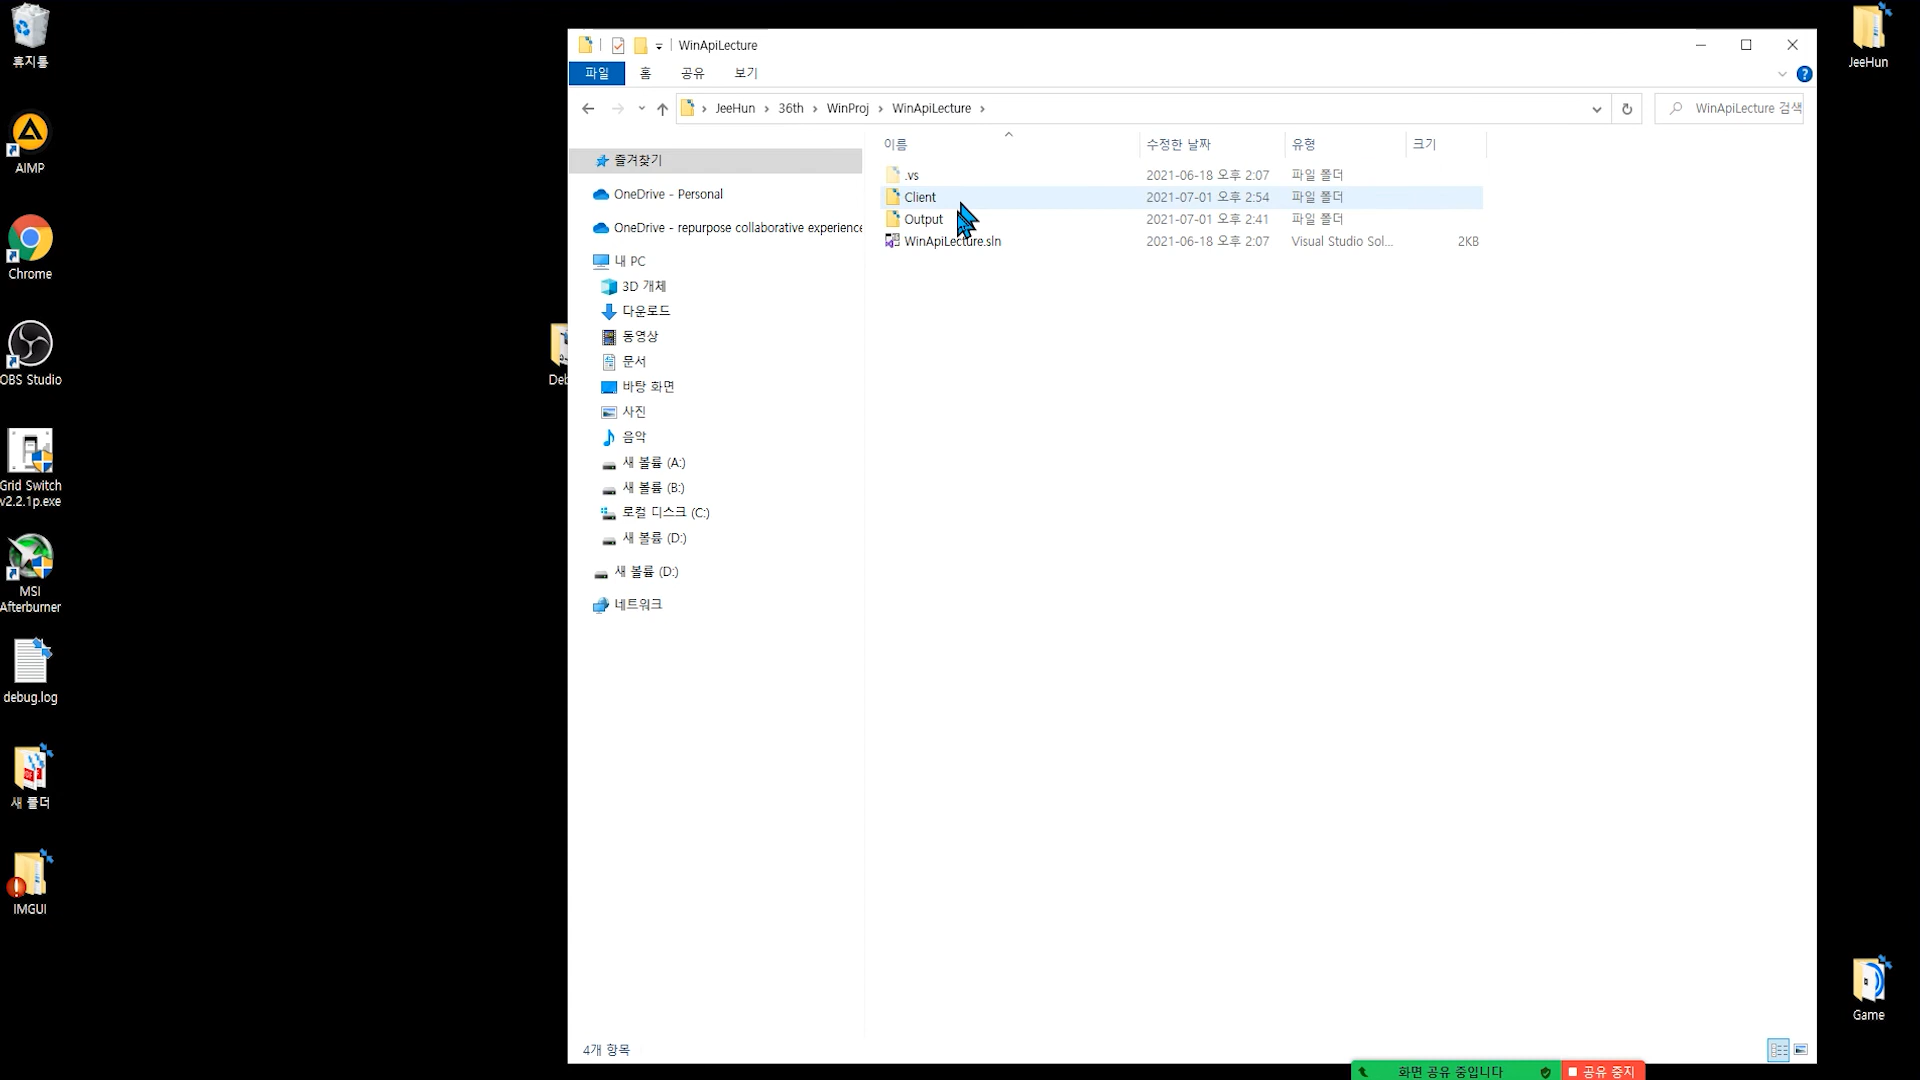 휴지통
AIMP
Chrome
OBS Studio
Grid Switch
v2.2.1p.exe
MSI
Afterburner
debug.log
새 폴더
IMGUI
Deb
WinApiLecture
파일 홈 공유 보기
JeeHun › 36th › WinProj › WinApiLecture ›
WinApiLecture 검색
즐겨찾기
OneDrive - Personal
OneDrive - repurpose collaborative experience
내 PC
3D 개체
다운로드
동영상
문서
바탕 화면
사진
음악
새 볼륨 (A:)
새 볼륨 (B:)
로컬 디스크 (C:)
새 볼륨 (D:)
새 볼륨 (D:)
네트워크
이름 수정한 날짜 유형 크기
.vs 2021-06-18 오후 2:07 파일 폴더
Client 2021-07-01 오후 2:54 파일 폴더
Output 2021-07-01 오후 2:41 파일 폴더
WinApiLecture.sln 2021-06-18 오후 2:07 Visual Studio Sol... 2KB
4개 항목
화면 공유 중입니다 공유 중지
JeeHun
Game